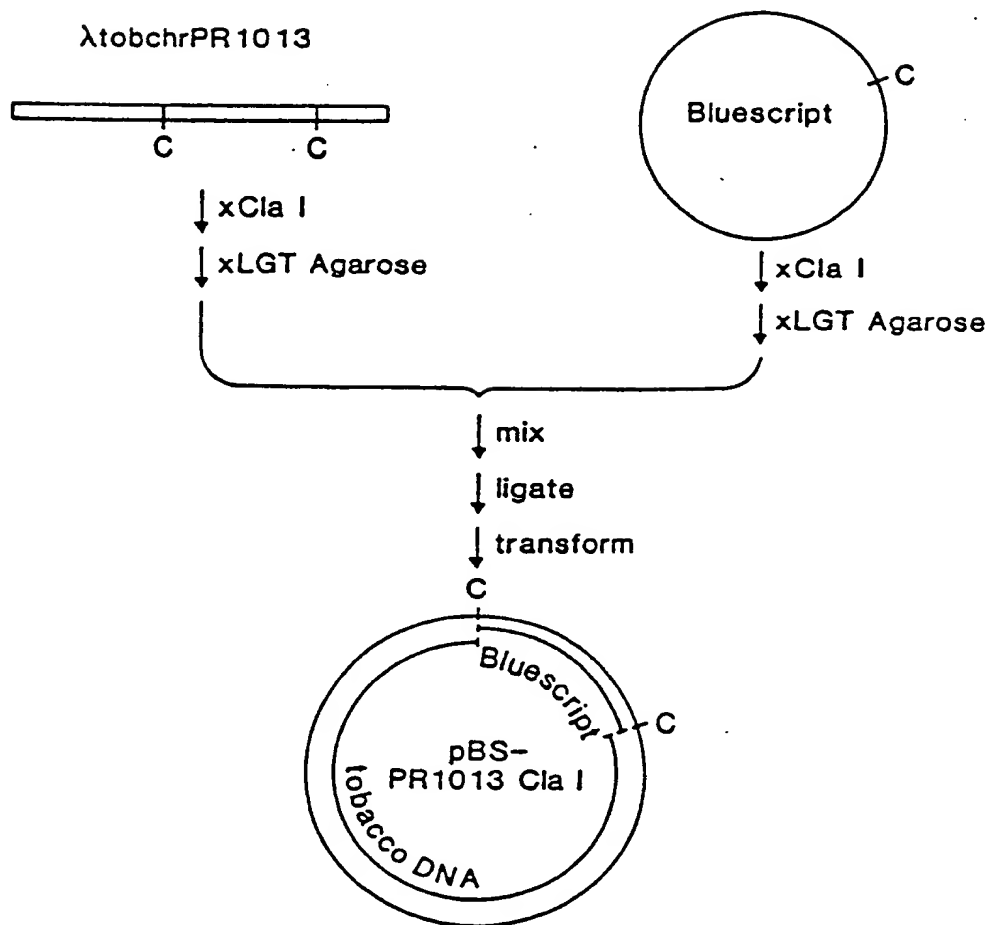 λtobchrPR1013
C
C
xCla I
xLGT Agarose
Bluescript
C
xCla I
xLGT Agarose
mix
ligate
transform
C
Bluescript
C
pBS-
PR1013 Cla I
tobacco DNA